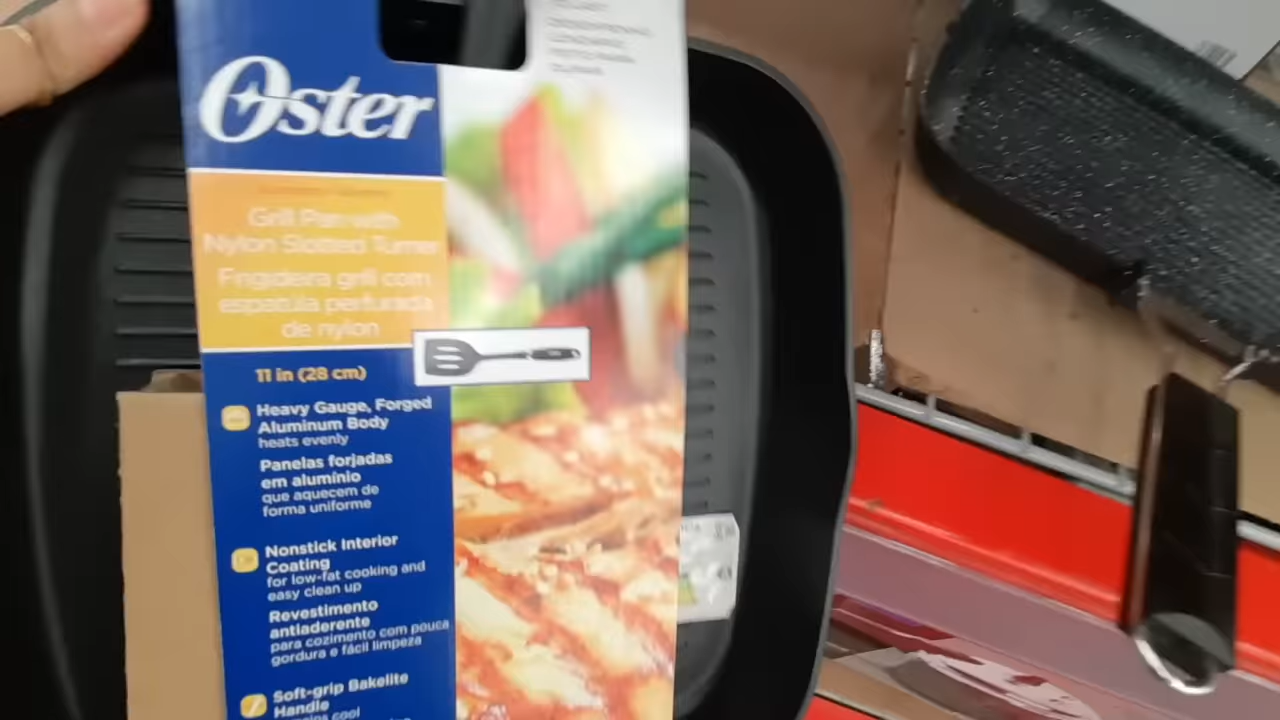 Oster
Grill Pan with
Nylon Slotted Turner
Frigideira grill com
espátula perfurada
de nylon
11 in (28 cm)
Heavy Gauge, Forged
Aluminum Body
heats evenly
Panelas forjadas
em alumínio
que aquecem de
forma uniforme
Nonstick Interior
Coating
for low-fat cooking and
easy clean up
Revestimento
antiaderente
para cozimento com pouca
gordura e fácil limpeza
Soft-grip Bakelite
Handle
cool